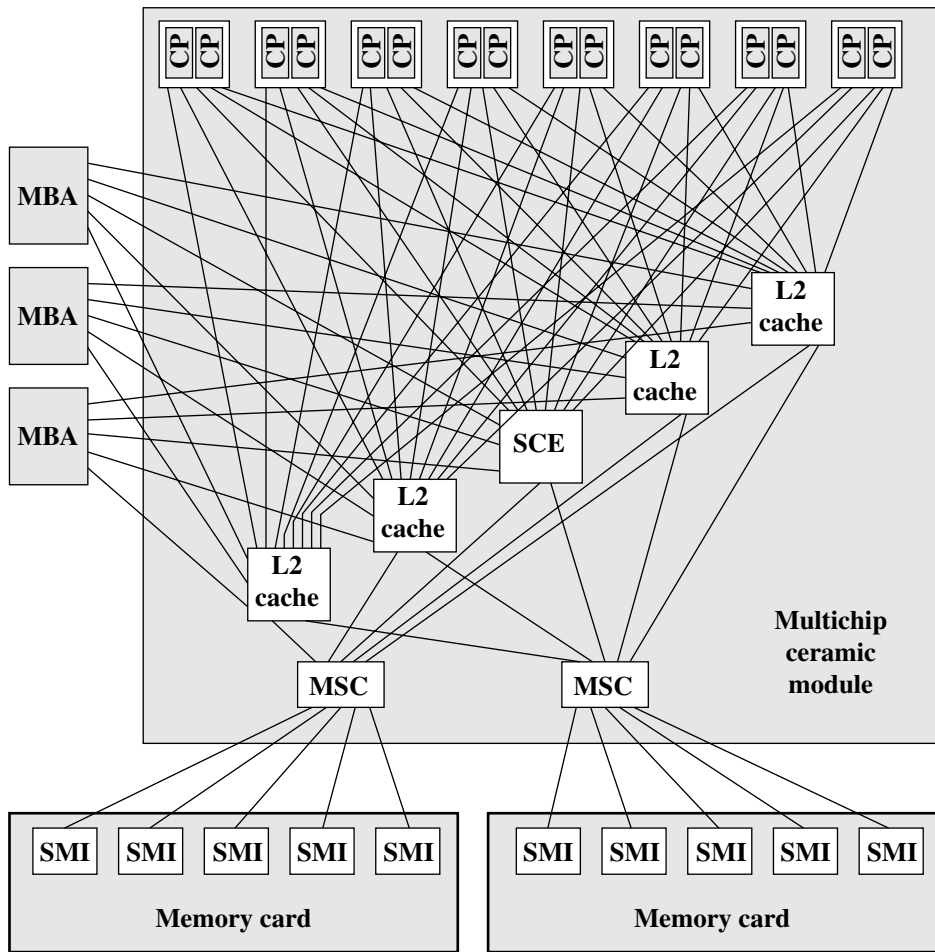 CP CP CP CP CP CP CP CP CP CP CP CP CP CP CP CP
MBA
MBA
MBA
L2
cache
L2
cache
SCE
L2
cache
L2
cache
Multichip
ceramic
module
MSC MSC
SMI SMI SMI SMI SMI SMI SMI SMI SMI SMI
Memory card Memory card